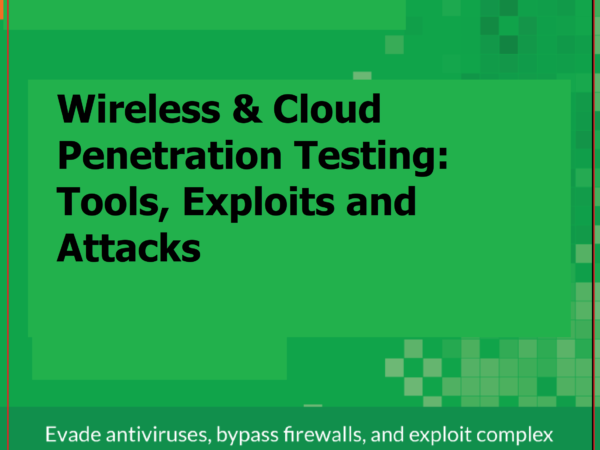 Wireless & Cloud
Penetration Testing:
Tools, Exploits and
Attacks
Evade antiviruses, bypass firewalls, and exploit complex